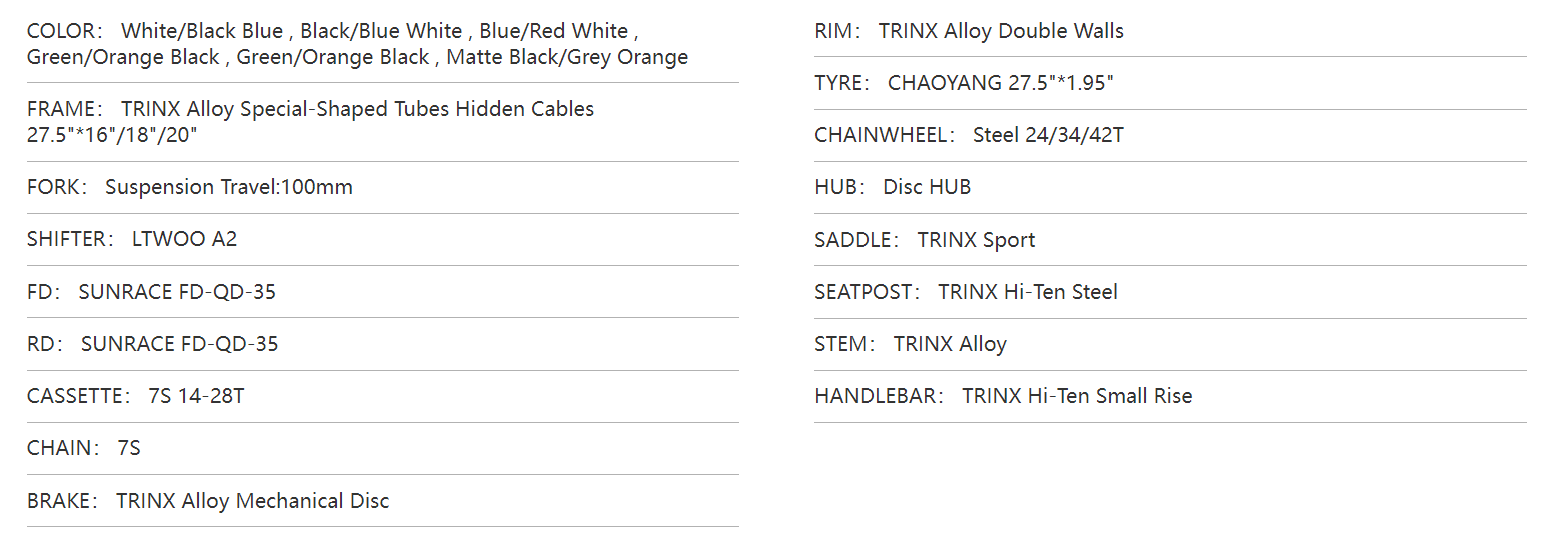 COLOR： White/Black Blue , Black/Blue White , Blue/Red White ,
Green/Orange Black , Green/Orange Black , Matte Black/Grey Orange
FRAME： TRINX Alloy Special-Shaped Tubes Hidden Cables
27.5"*16"/18"/20"
FORK： Suspension Travel:100mm
SHIFTER： LTWOO A2
FD： SUNRACE FD-QD-35
RD： SUNRACE FD-QD-35
CASSETTE： 7S 14-28T
CHAIN： 7S
BRAKE： TRINX Alloy Mechanical Disc
RIM： TRINX Alloy Double Walls
TYRE： CHAOYANG 27.5"*1.95"
CHAINWHEEL： Steel 24/34/42T
HUB： Disc HUB
SADDLE： TRINX Sport
SEATPOST： TRINX Hi-Ten Steel
STEM： TRINX Alloy
HANDLEBAR： TRINX Hi-Ten Small Rise